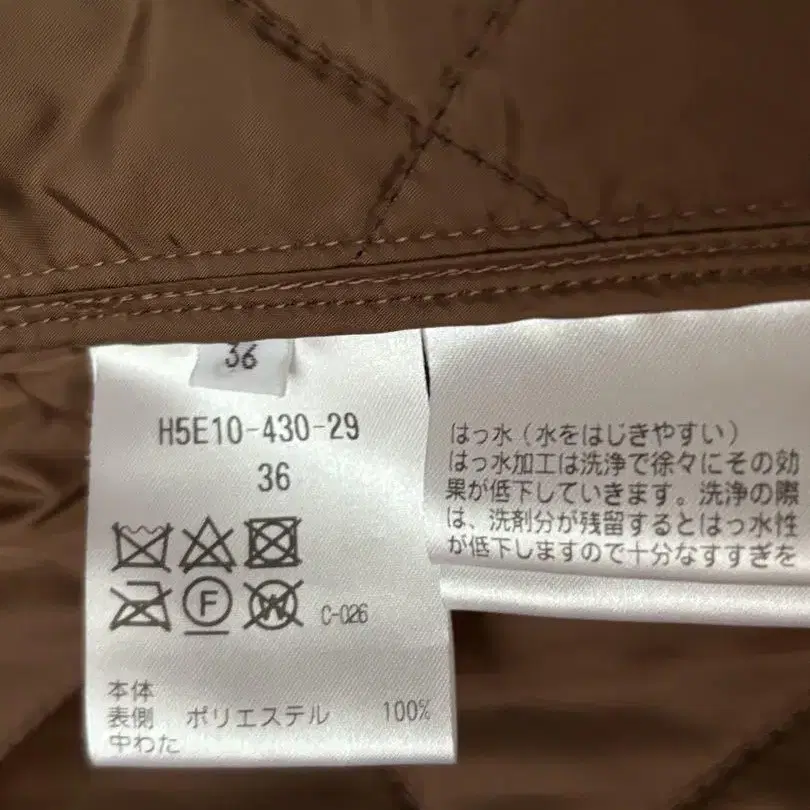 36
H5E10-430-29
36
F
W
C-026
本体
表側 ポリエステル 100%
中わた
はっ水(水をはじきやすい)
はっ水加工は洗浄で徐々にその効
果が低下していきます。洗浄の際
は、洗剤分が残留するとはっ水性
が低下しますので十分なすすぎを